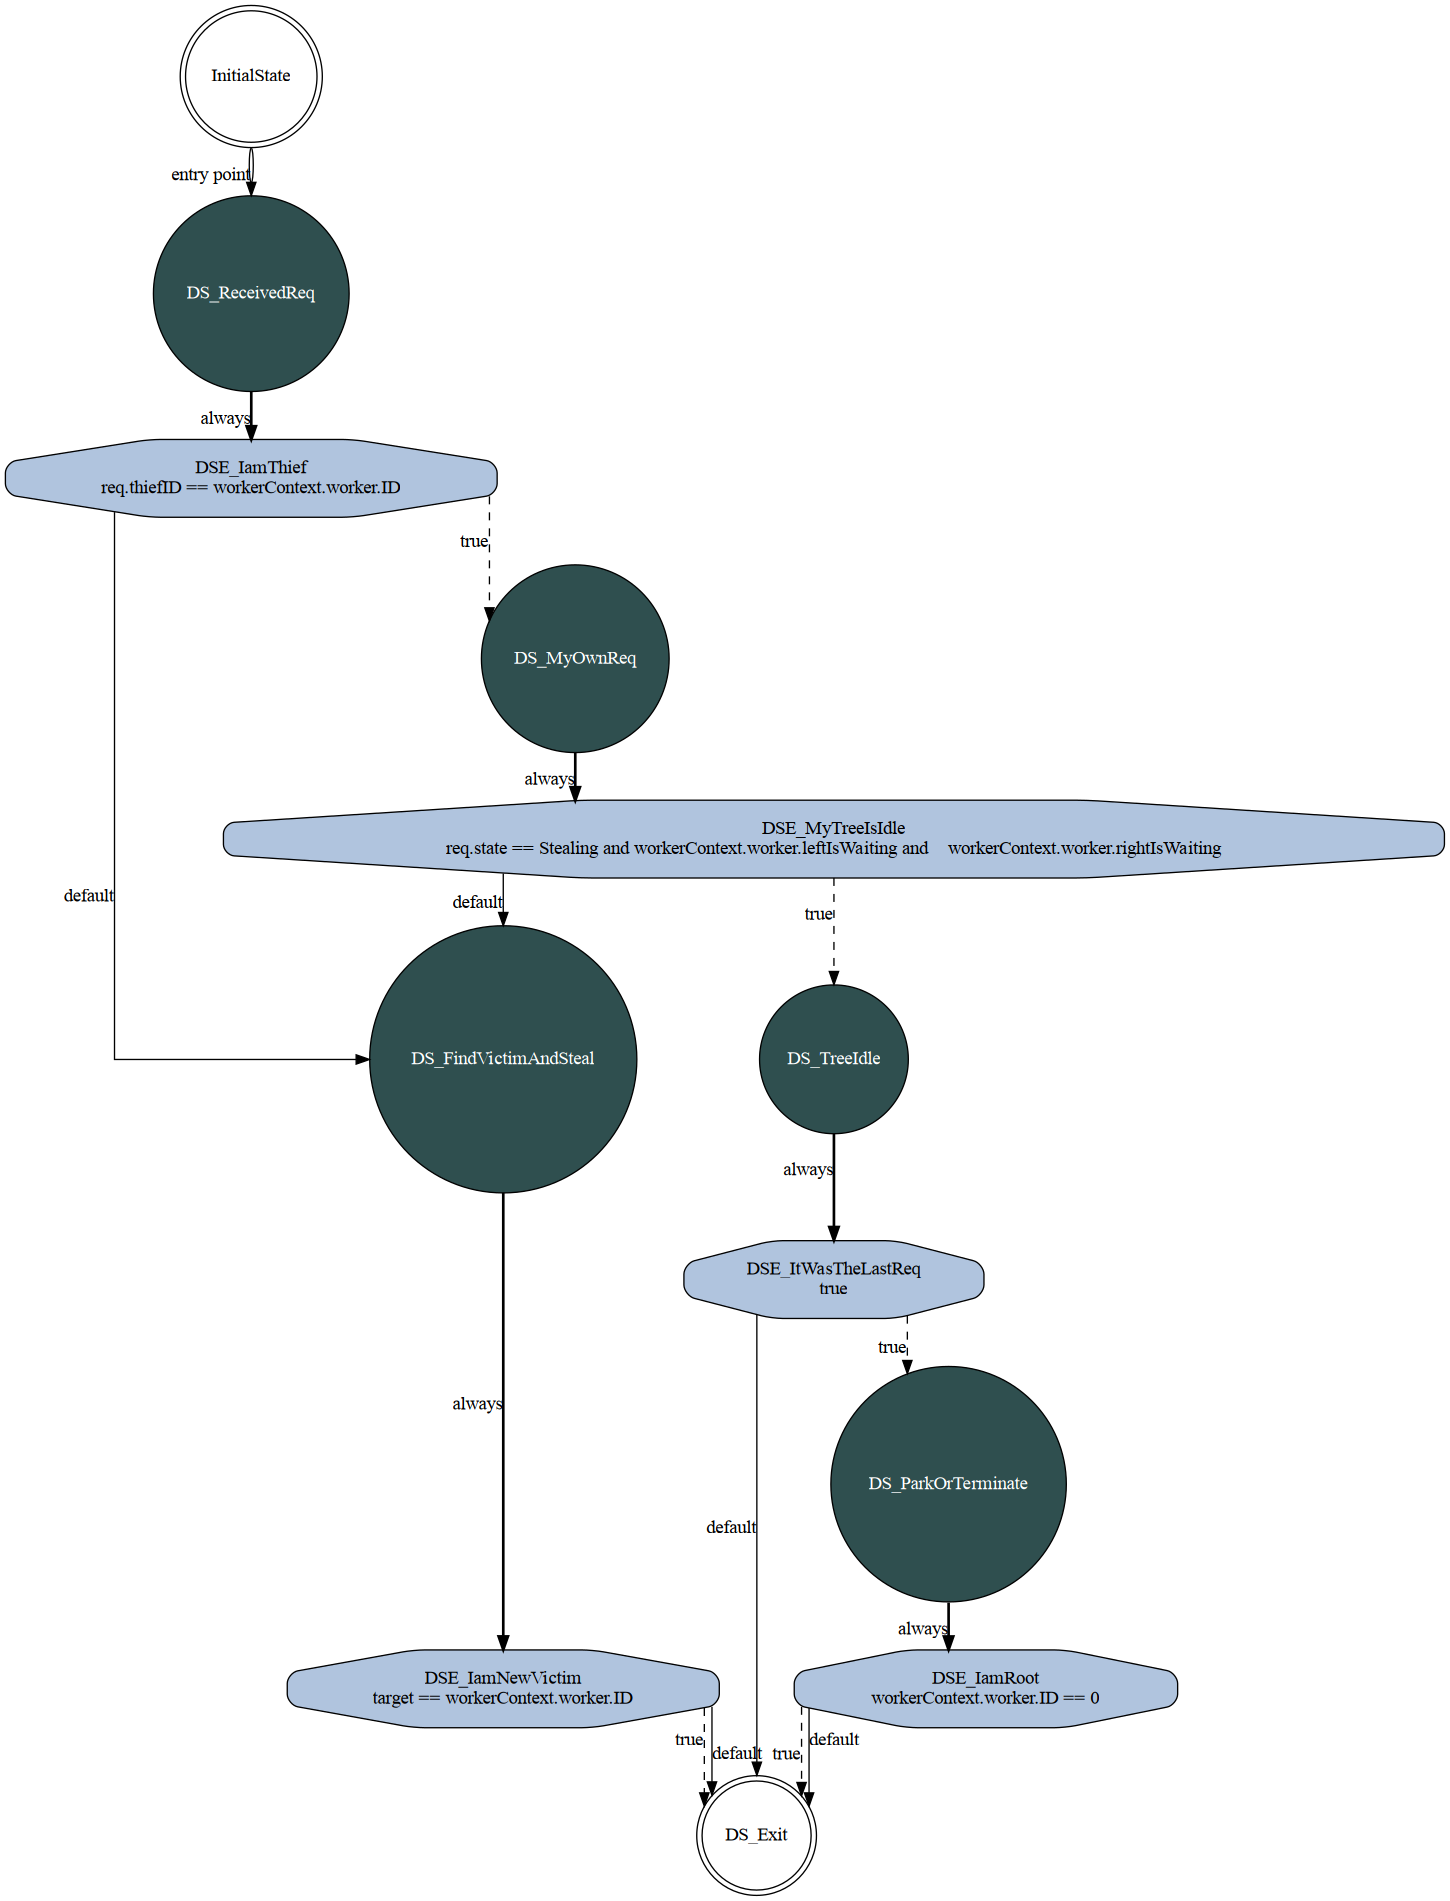 InitialState
entry point
DS_ReceivedReq
always
DSE_IamThief
req.thiefID == workerContext.worker.ID
true
DS_MyOwnReq
always
DSE_MyTreeIsIdle
req.state == Stealing and workerContext.worker.leftIsWaiting and    workerContext.worker.rightIsWaiting
default
default
true
DS_FindVictimAndSteal
DS_TreeIdle
always
DSE_ItWasTheLastReq
true
true
always
DS_ParkOrTerminate
default
always
DSE_IamNewVictim
target == workerContext.worker.ID
DSE_IamRoot
workerContext.worker.ID == 0
true
default
true
default
DS_Exit